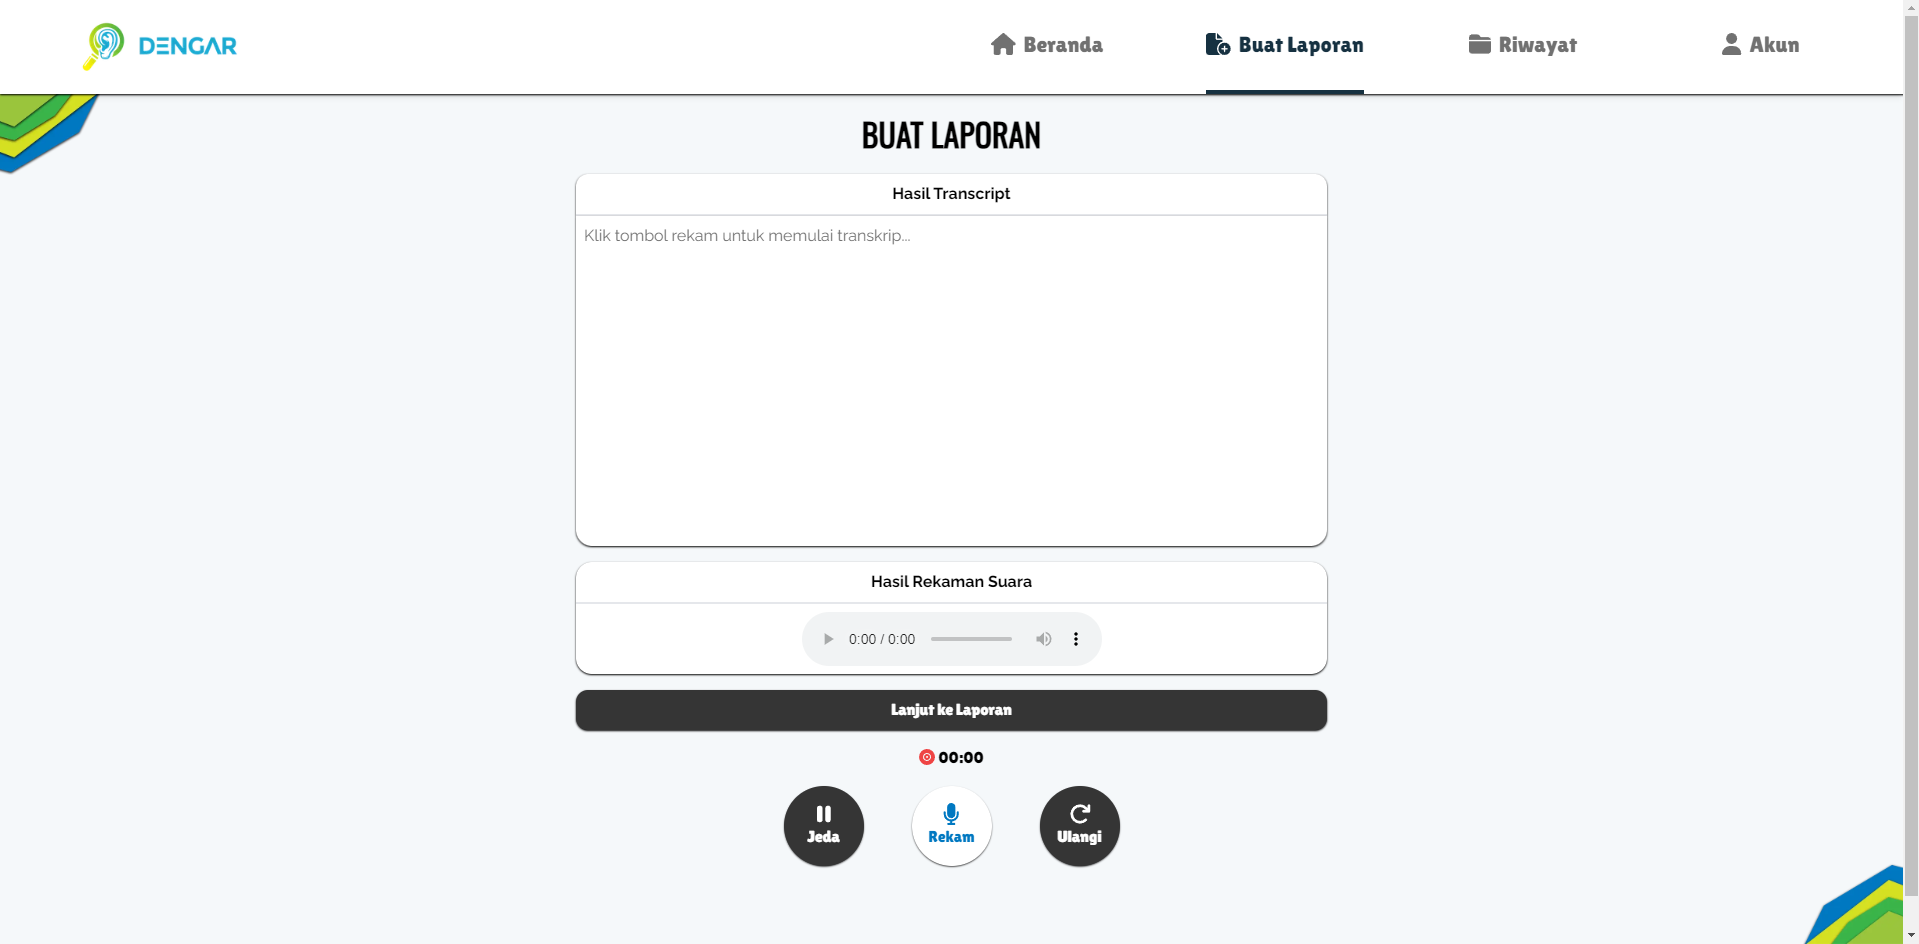 DENGAR
Beranda
Buat Laporan
Riwayat
Akun
BUAT LAPORAN
Hasil Transcript
Klik tombol rekam untuk memulai transkrip...
Hasil Rekaman Suara
0:00 / 0:00
Lanjut ke Laporan
00:00
Jeda
Rekam
Ulangi